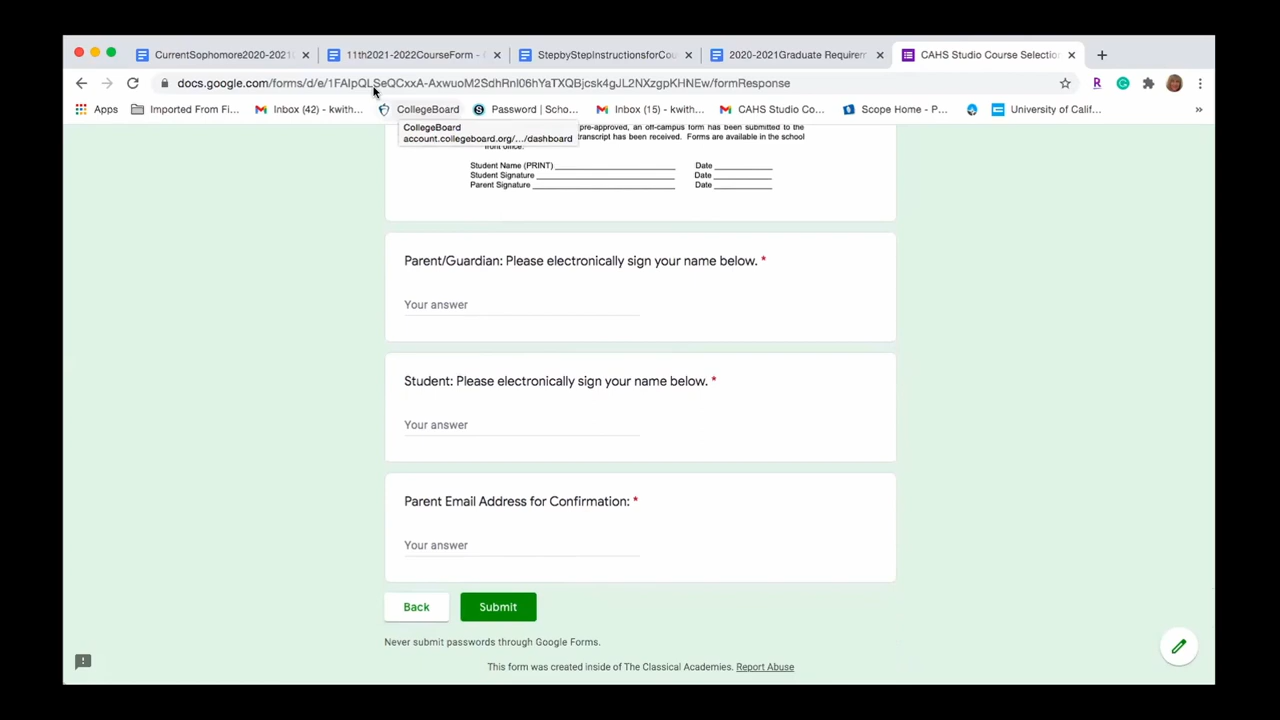 CurrentSophomore2020-2021
11th2021-2022CourseForm - G
StepbyStepInstructionsforCou
2020-2021Graduate Requirem
CAHS Studio Course Selection
docs.google.com/forms/d/e/1FAIpQLSeQCxxA-AxwuoM2SdhRnl06hYaTXQBjcsk4gJL2NXzgpKHNEw/formResponse
Apps Imported From Fi... Inbox (42) - kwith... CollegeBoard Password | Scho... Inbox (15) - kwith... CAHS Studio Co... Scope Home - P... University of Calif... »
CollegeBoard
account.collegeboard.org/.../dashboard
pre-approved, an off-campus form has been submitted to the
transcript has been received. Forms are available in the school
front office.
Student Name (PRINT) Date
Student Signature Date
Parent Signature Date
Parent/Guardian: Please electronically sign your name below. *
Your answer
Student: Please electronically sign your name below. *
Your answer
Parent Email Address for Confirmation: *
Your answer
Back Submit
Never submit passwords through Google Forms.
This form was created inside of The Classical Academies. Report Abuse